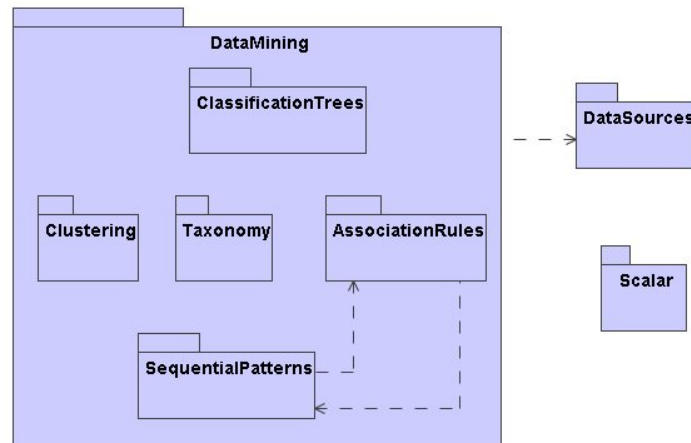 DataMining
ClassificationTrees
DataSources
Clustering
Taxonomy
AssociationRules
Scalar
SequentialPatterns